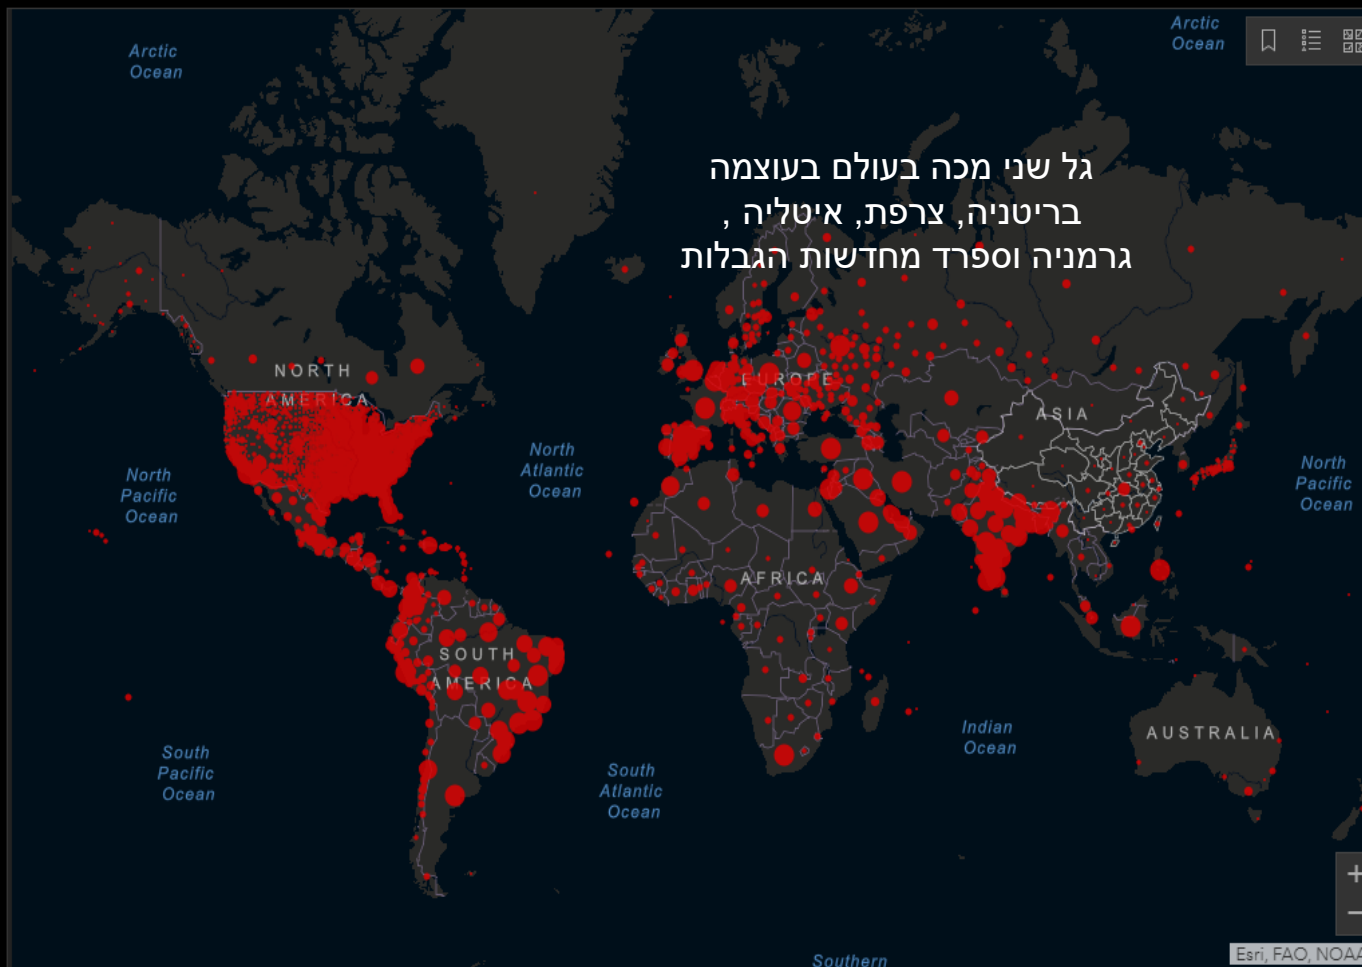 Arctic
Ocean
Arctic
Ocean
גל שני מכה בעולם בעוצמה
בריטניה, צרפת, איטליה ,
גרמניה וספרד מחדשות הגבלות
NORTH
AMERICA
EUROPE
ASIA
North
Pacific
Ocean
North
Atlantic
Ocean
North
Pacific
Ocean
AFRICA
SOUTH
AMERICA
South
Pacific
Ocean
South
Atlantic
Ocean
Indian
Ocean
AUSTRALIA
Southern
Esri, FAO, NOAA